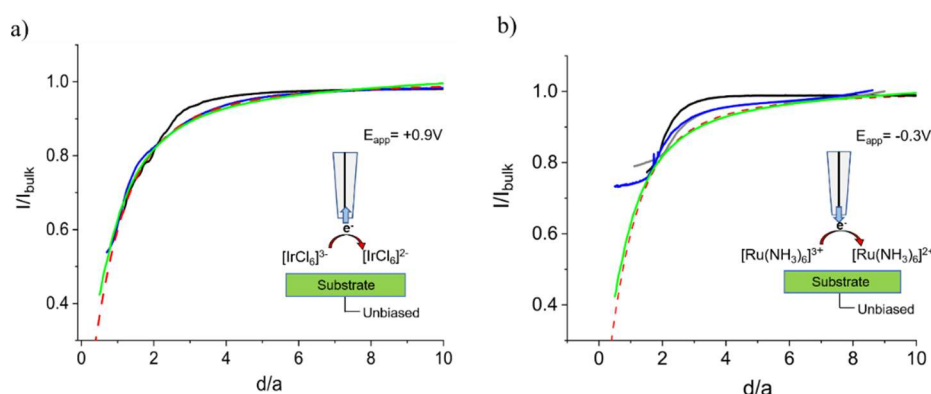 a)
I/I_bulk
1.0
0.8
0.6
0.4
0 2 4 6 8 10
d/a
E_app= +0.9V
e-
[IrCl6]3- [IrCl6]2-
Substrate
Unbiased
b)
I/I_bulk
1.0
0.8
0.6
0.4
0 2 4 6 8 10
d/a
E_app= -0.3V
e-
[Ru(NH3)6]3+ [Ru(NH3)6]2+
Substrate
Unbiased